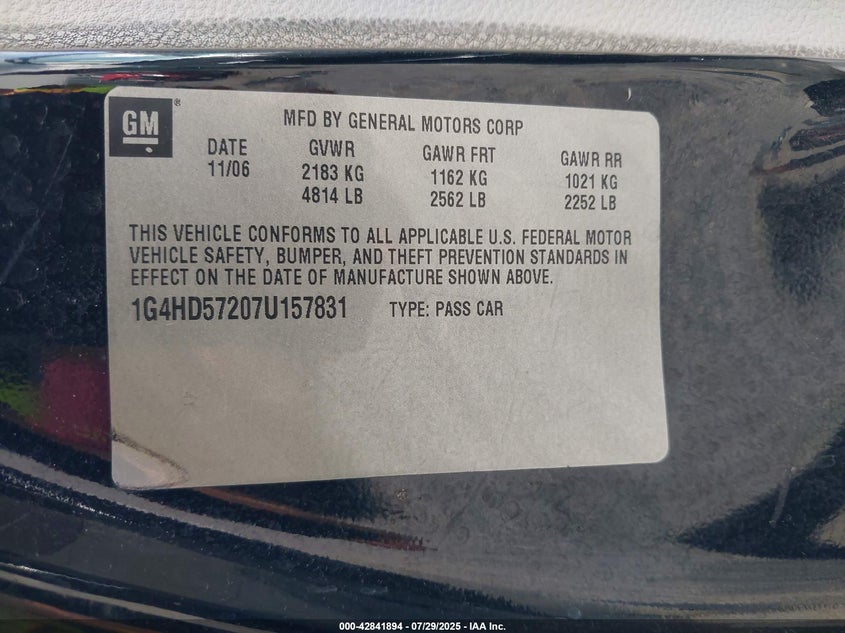 GM ®
MFD BY GENERAL MOTORS CORP
DATE GVWR GAWR FRT GAWR RR
11/06 2183 KG 1162 KG 1021 KG
4814 LB 2562 LB 2252 LB
THIS VEHICLE CONFORMS TO ALL APPLICABLE U.S. FEDERAL MOTOR
VEHICLE SAFETY, BUMPER, AND THEFT PREVENTION STANDARDS IN
EFFECT ON THE DATE OF MANUFACTURE SHOWN ABOVE.
1G4HD57207U157831 TYPE: PASS CAR
000-42841894 | 07/29/2025 - IAA Inc.